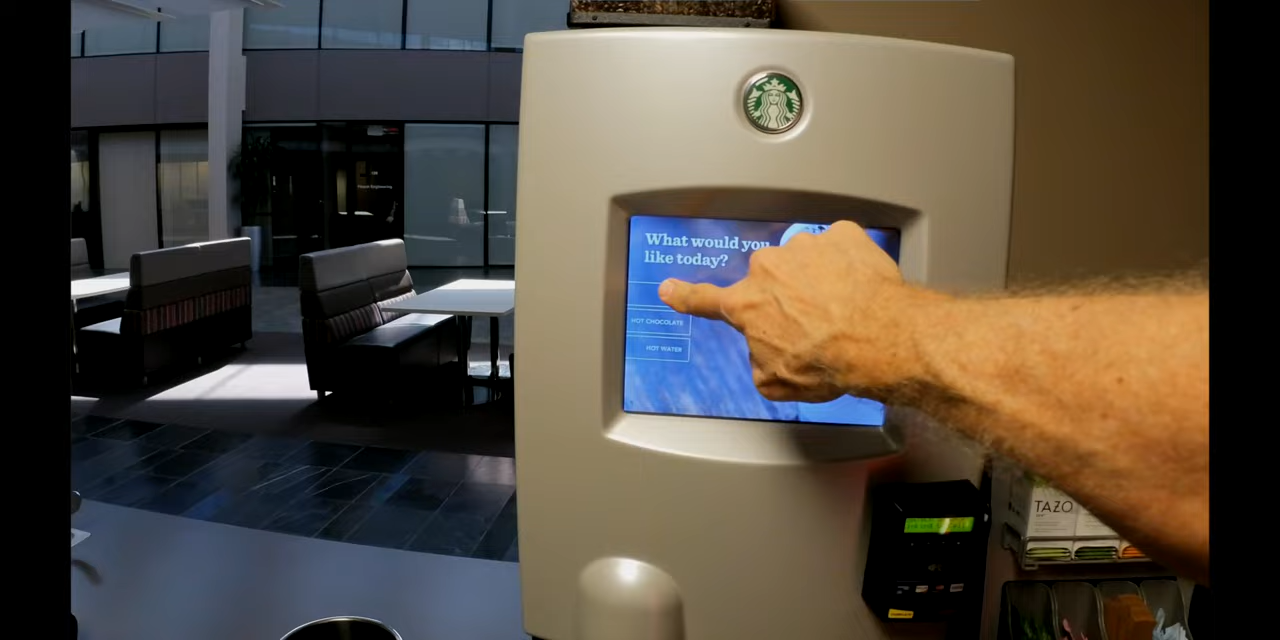 What would you
like today?
HOT CHOCOLATE
HOT WATER
TAZO